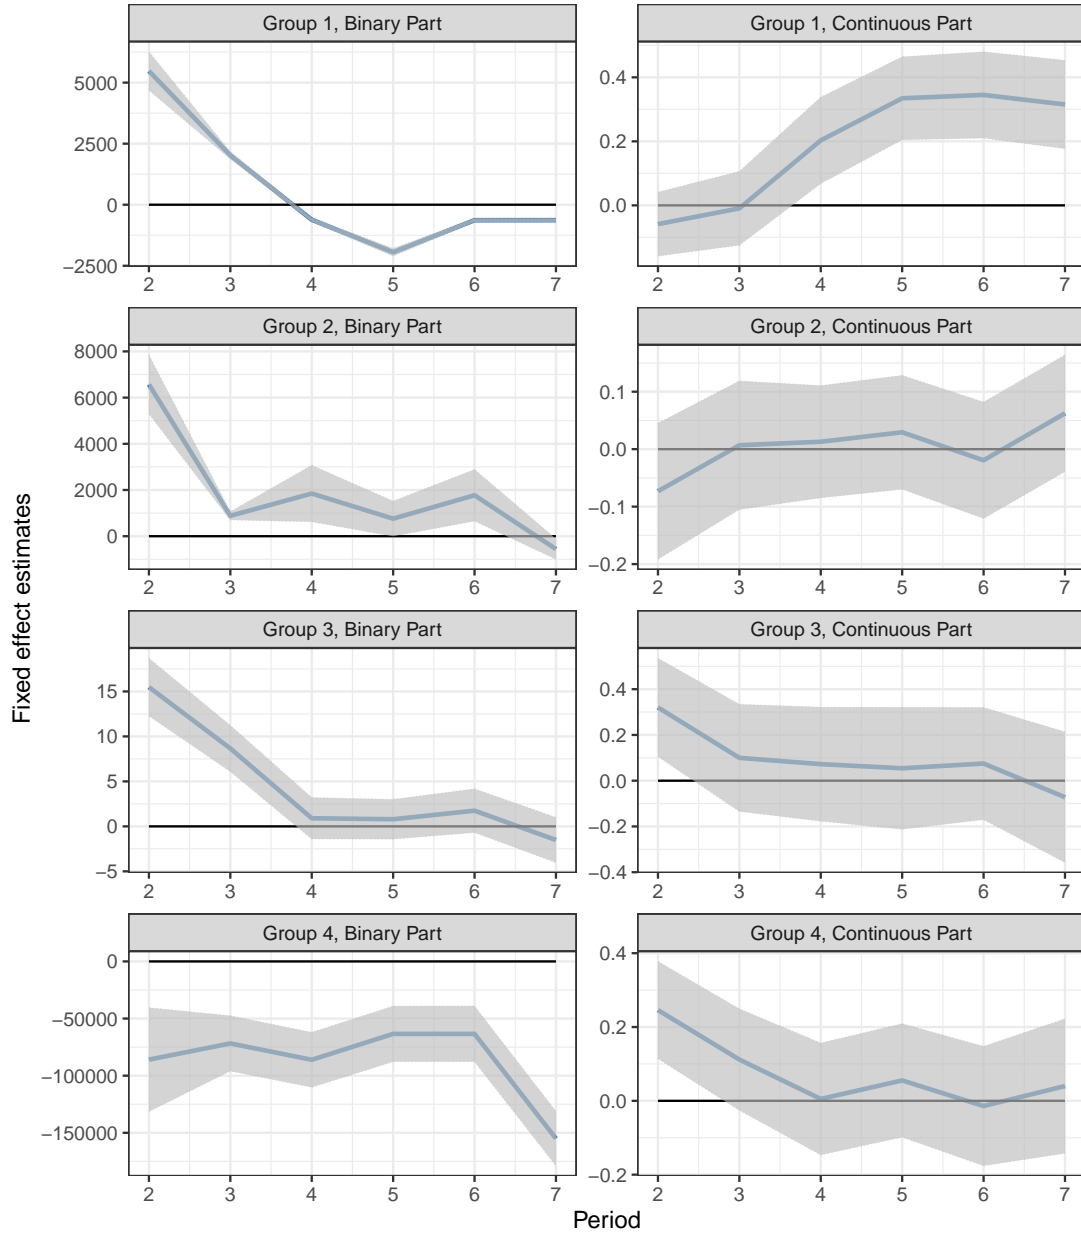 Group 1, Binary Part
Group 1, Continuous Part
5000
2500
0
−2500
0.4
0.2
0.0
2 3 4 5 6 7
2 3 4 5 6 7
Group 2, Binary Part
Group 2, Continuous Part
8000
6000
4000
2000
0
0.1
0.0
−0.1
−0.2
2 3 4 5 6 7
2 3 4 5 6 7
Fixed effect estimates
Group 3, Binary Part
Group 3, Continuous Part
15
10
5
0
−5
0.4
0.2
0.0
−0.2
−0.4
2 3 4 5 6 7
2 3 4 5 6 7
Group 4, Binary Part
Group 4, Continuous Part
0
−50000
−100000
−150000
0.4
0.2
0.0
−0.2
2 3 4 5 6 7
2 3 4 5 6 7
Period